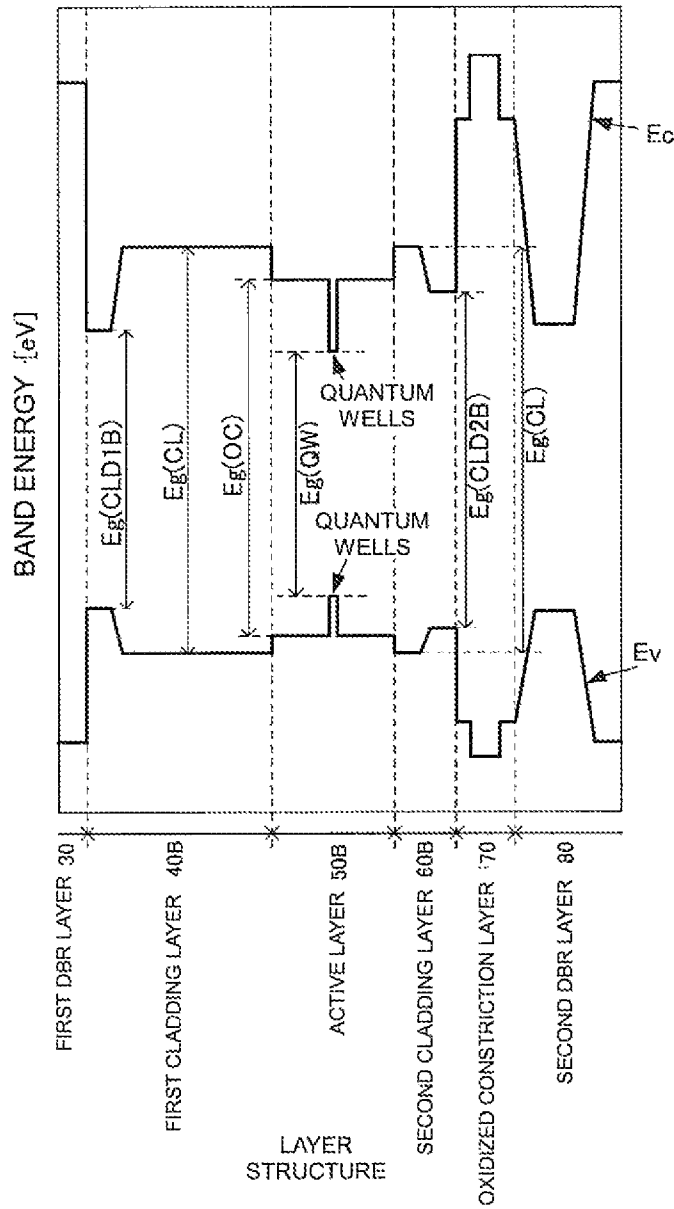 BAND ENERGY [eV]
Ec
Ev
Eg(CLD1B)
Eg(CL)
Eg(OC)
Eg(QW)
QUANTUM
WELLS
QUANTUM
WELLS
Eg(CLD2B)
Eg(CL)
FIRST DBR LAYER 30
FIRST CLADDING LAYER 40B
ACTIVE LAYER 50B
SECOND CLADDING LAYER 60B
OXIDIZED CONSTRICTION LAYER 70
SECOND DBR LAYER 80
LAYER
STRUCTURE